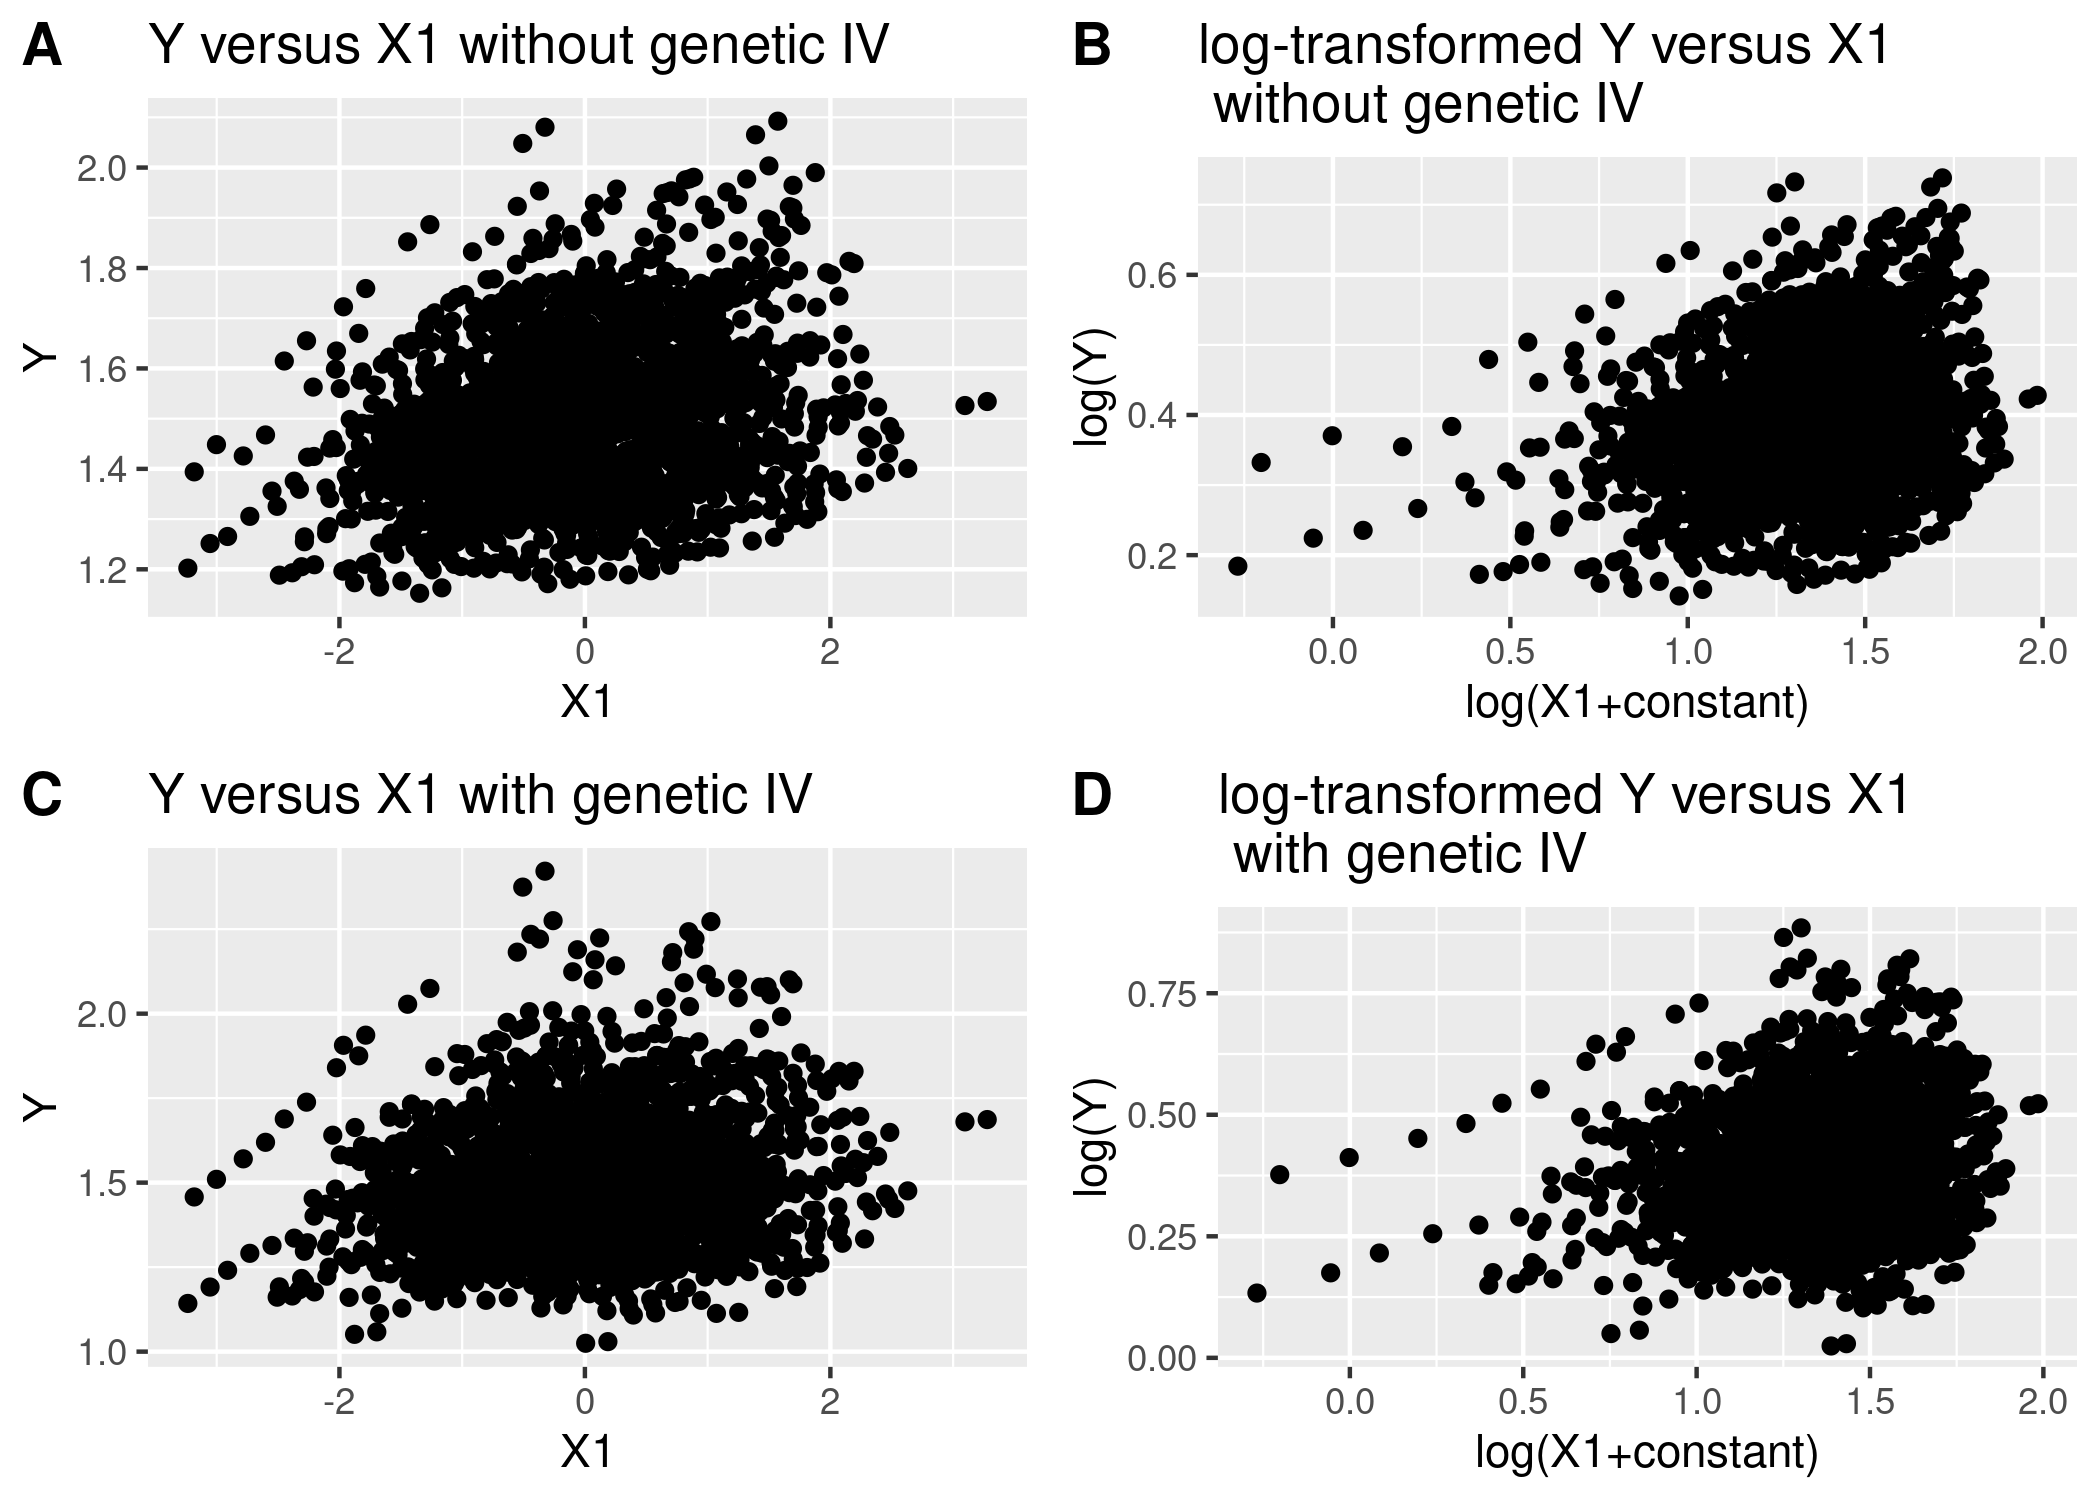 A Y versus X1 without genetic IV
Y
2.0
1.8
1.6
1.4
1.2
-2 0 2
X1
B log-transformed Y versus X1
without genetic IV
log(Y)
0.6
0.4
0.2
0.0 0.5 1.0 1.5 2.0
log(X1+constant)
C Y versus X1 with genetic IV
Y
2.0
1.5
1.0
-2 0 2
X1
D log-transformed Y versus X1
with genetic IV
log(Y)
0.75
0.50
0.25
0.00
0.0 0.5 1.0 1.5 2.0
log(X1+constant)